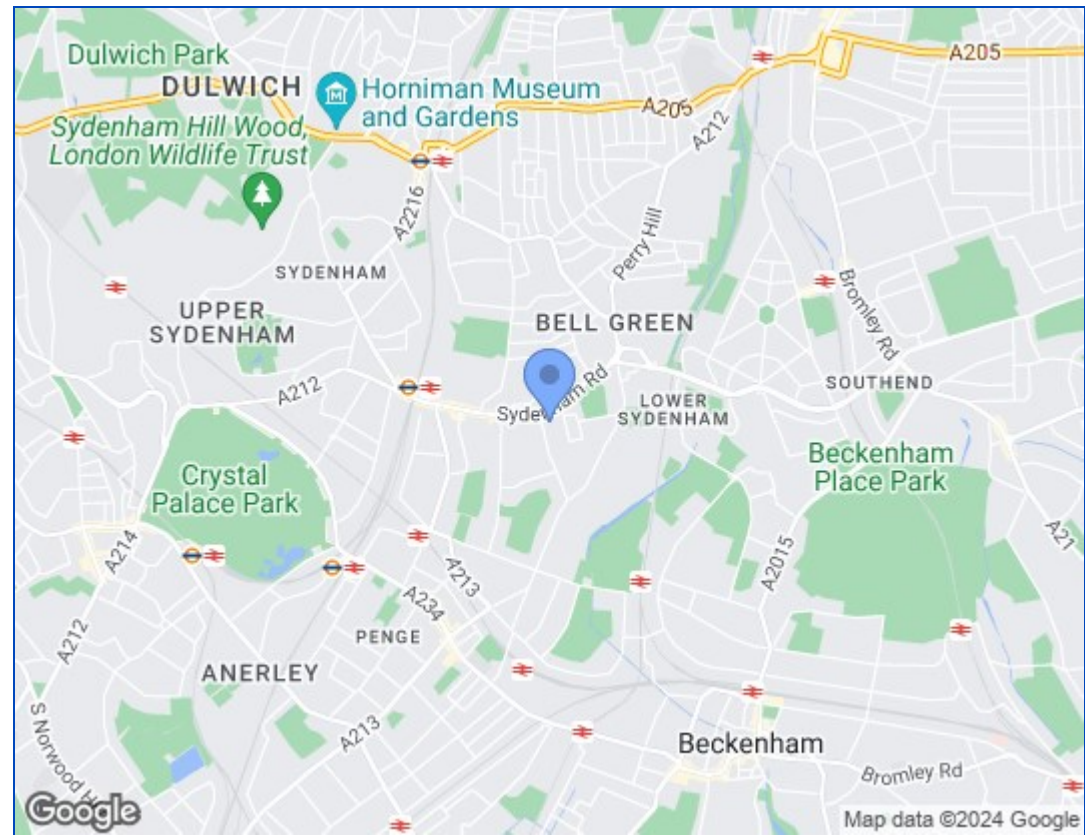 Dulwich Park
DULWICH
Horniman Museum
and Gardens
Sydenham Hill Wood,
London Wildlife Trust
A205
A205
A212
A2216
Perry Hill
SYDENHAM
UPPER
SYDENHAM
BELL GREEN
Bromley Rd
A212
Sydenham Rd
LOWER
SYDENHAM
SOUTHEND
Crystal
Palace Park
Beckenham
Place Park
A214
A21
A213
A2015
A234
A212
PENGE
ANERLEY
A213
S Norwood H
Beckenham
Bromley Rd
Google
Map data ©2024 Google